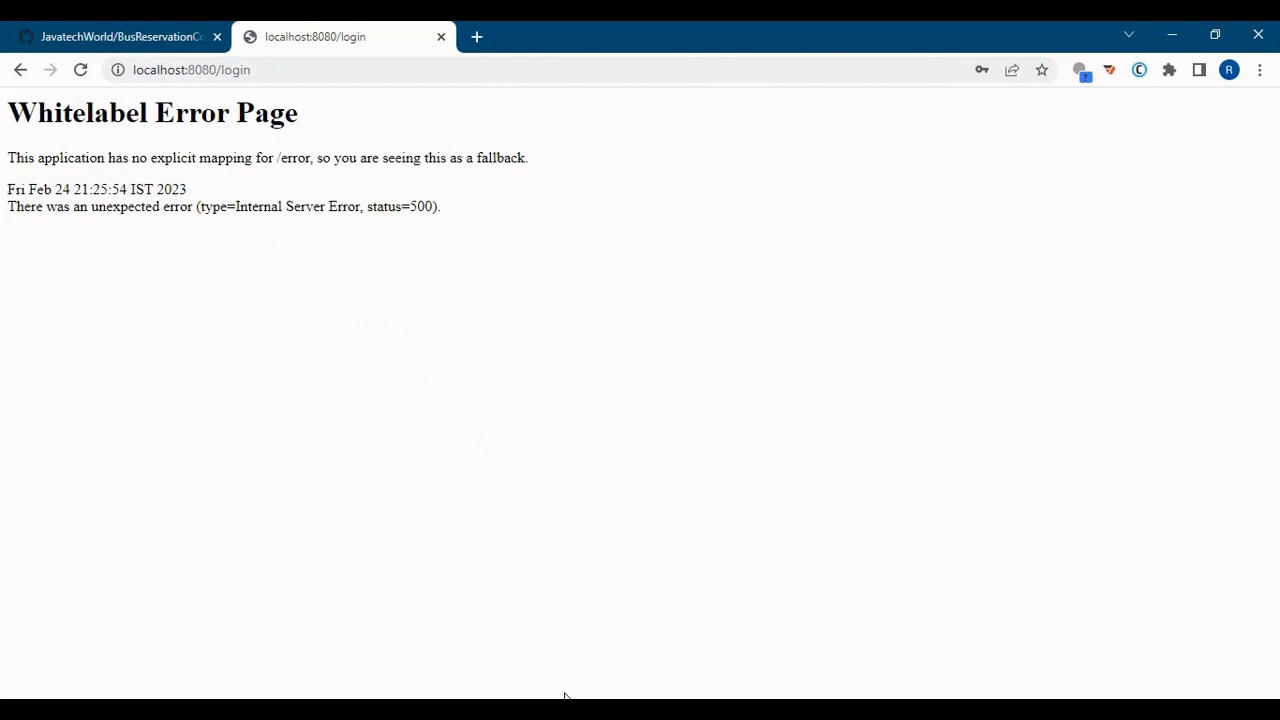 JavatechWorld/BusReservationCo
localhost:8080/login
localhost:8080/login
R
Whitelabel Error Page
This application has no explicit mapping for /error, so you are seeing this as a fallback.
Fri Feb 24 21:25:54 IST 2023
There was an unexpected error (type=Internal Server Error, status=500).